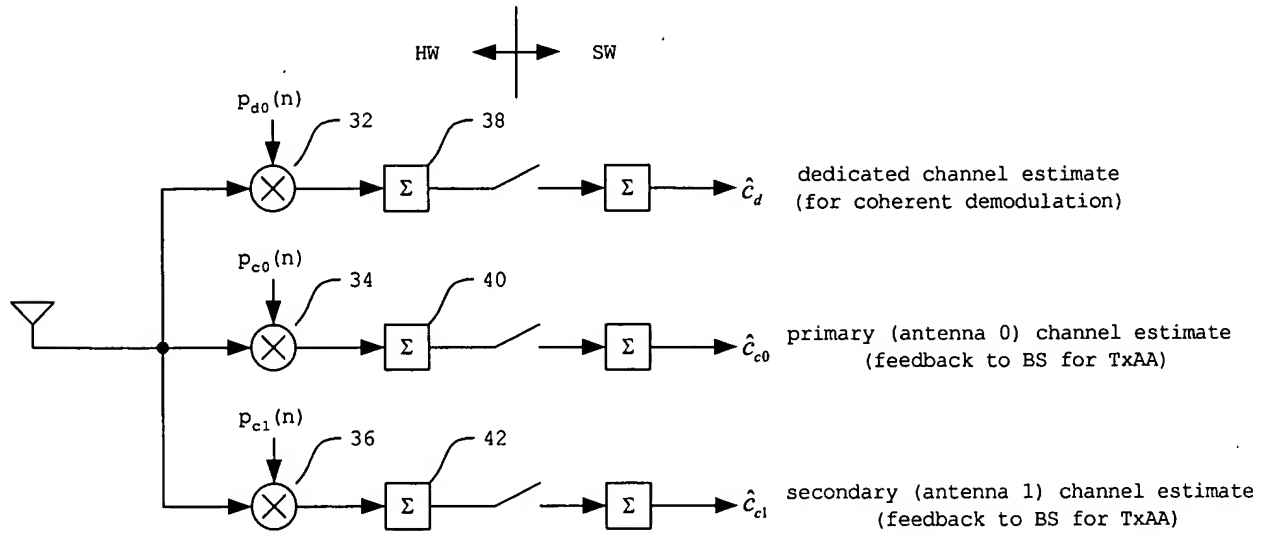 HW SW
p_d0(n)
32 38
Σ Σ ĉ_d dedicated channel estimate
(for coherent demodulation)
p_c0(n)
34 40
Σ Σ ĉ_c0 primary (antenna 0) channel estimate
(feedback to BS for TxAA)
p_c1(n)
36 42
Σ Σ ĉ_c1 secondary (antenna 1) channel estimate
(feedback to BS for TxAA)